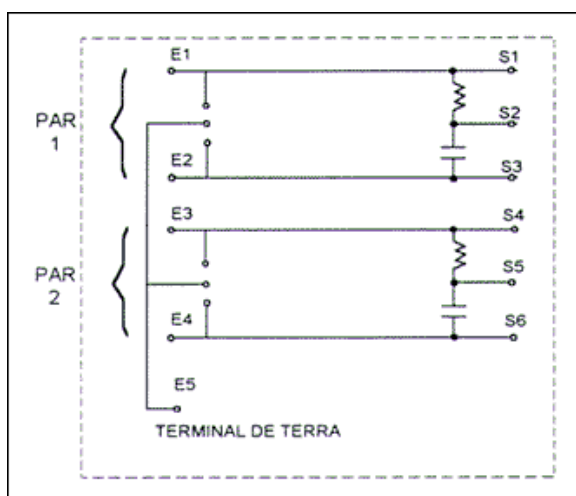 E1
S1
PAR
1
S2
E2
S3
E3
S4
PAR
2
S5
E4
S6
E5
TERMINAL DE TERRA